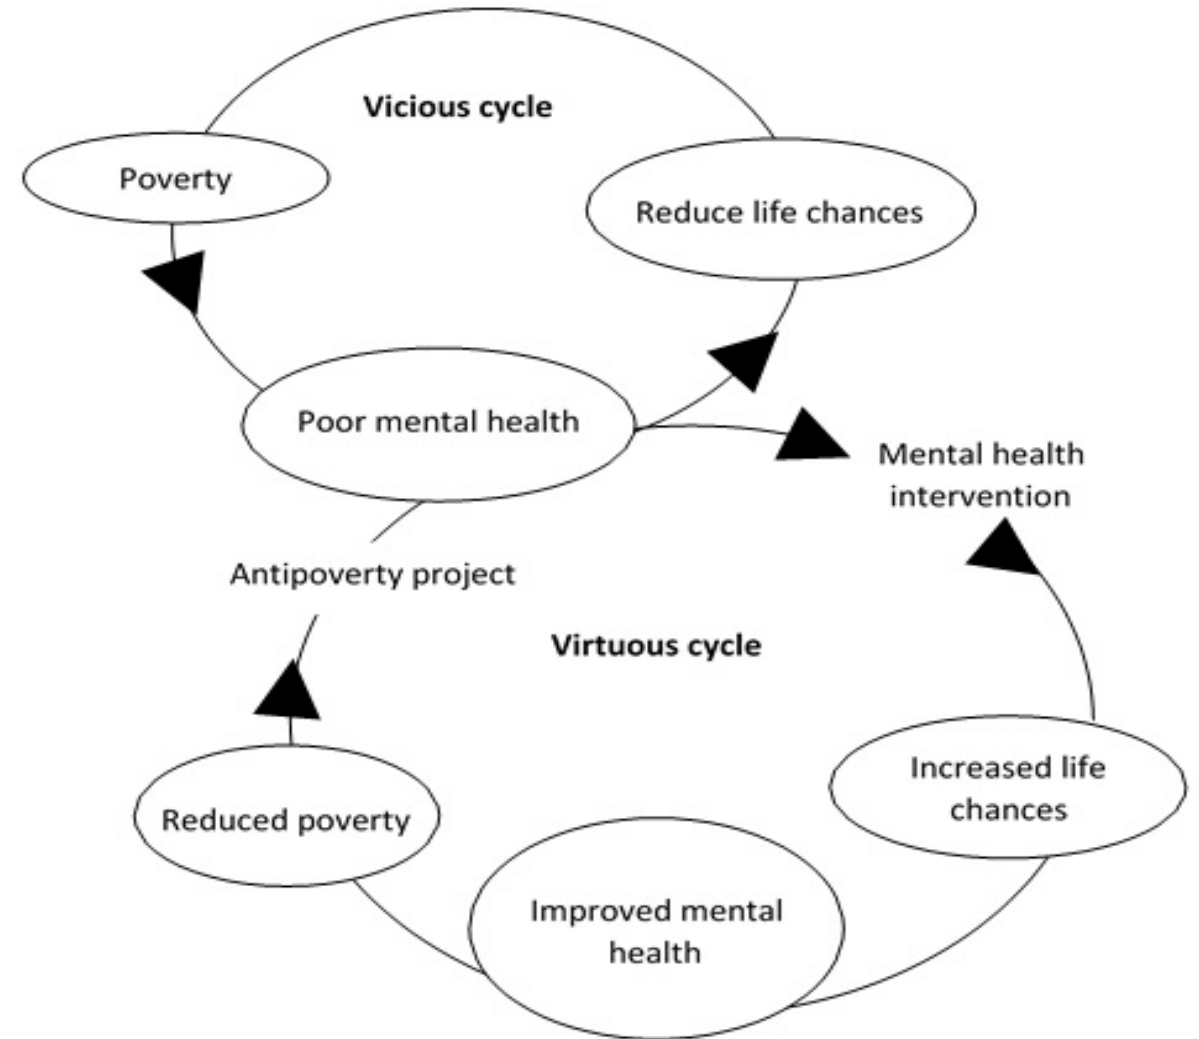 Vicious cycle
Poverty
Reduce life chances
Poor mental health
Mental health
intervention
Antipoverty project
Virtuous cycle
Increased life
chances
Reduced poverty
Improved mental
health